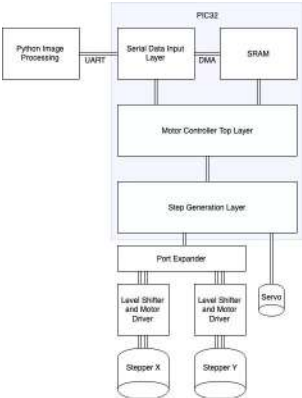 PIC32
Python Image
Processing
UART
Serial Data Input
Layer
DMA
SRAM
Motor Controller Top Layer
Step Generation Layer
Port Expander
Level Shifter
and Motor
Driver
Level Shifter
and Motor
Driver
Servo
Stepper X
Stepper Y